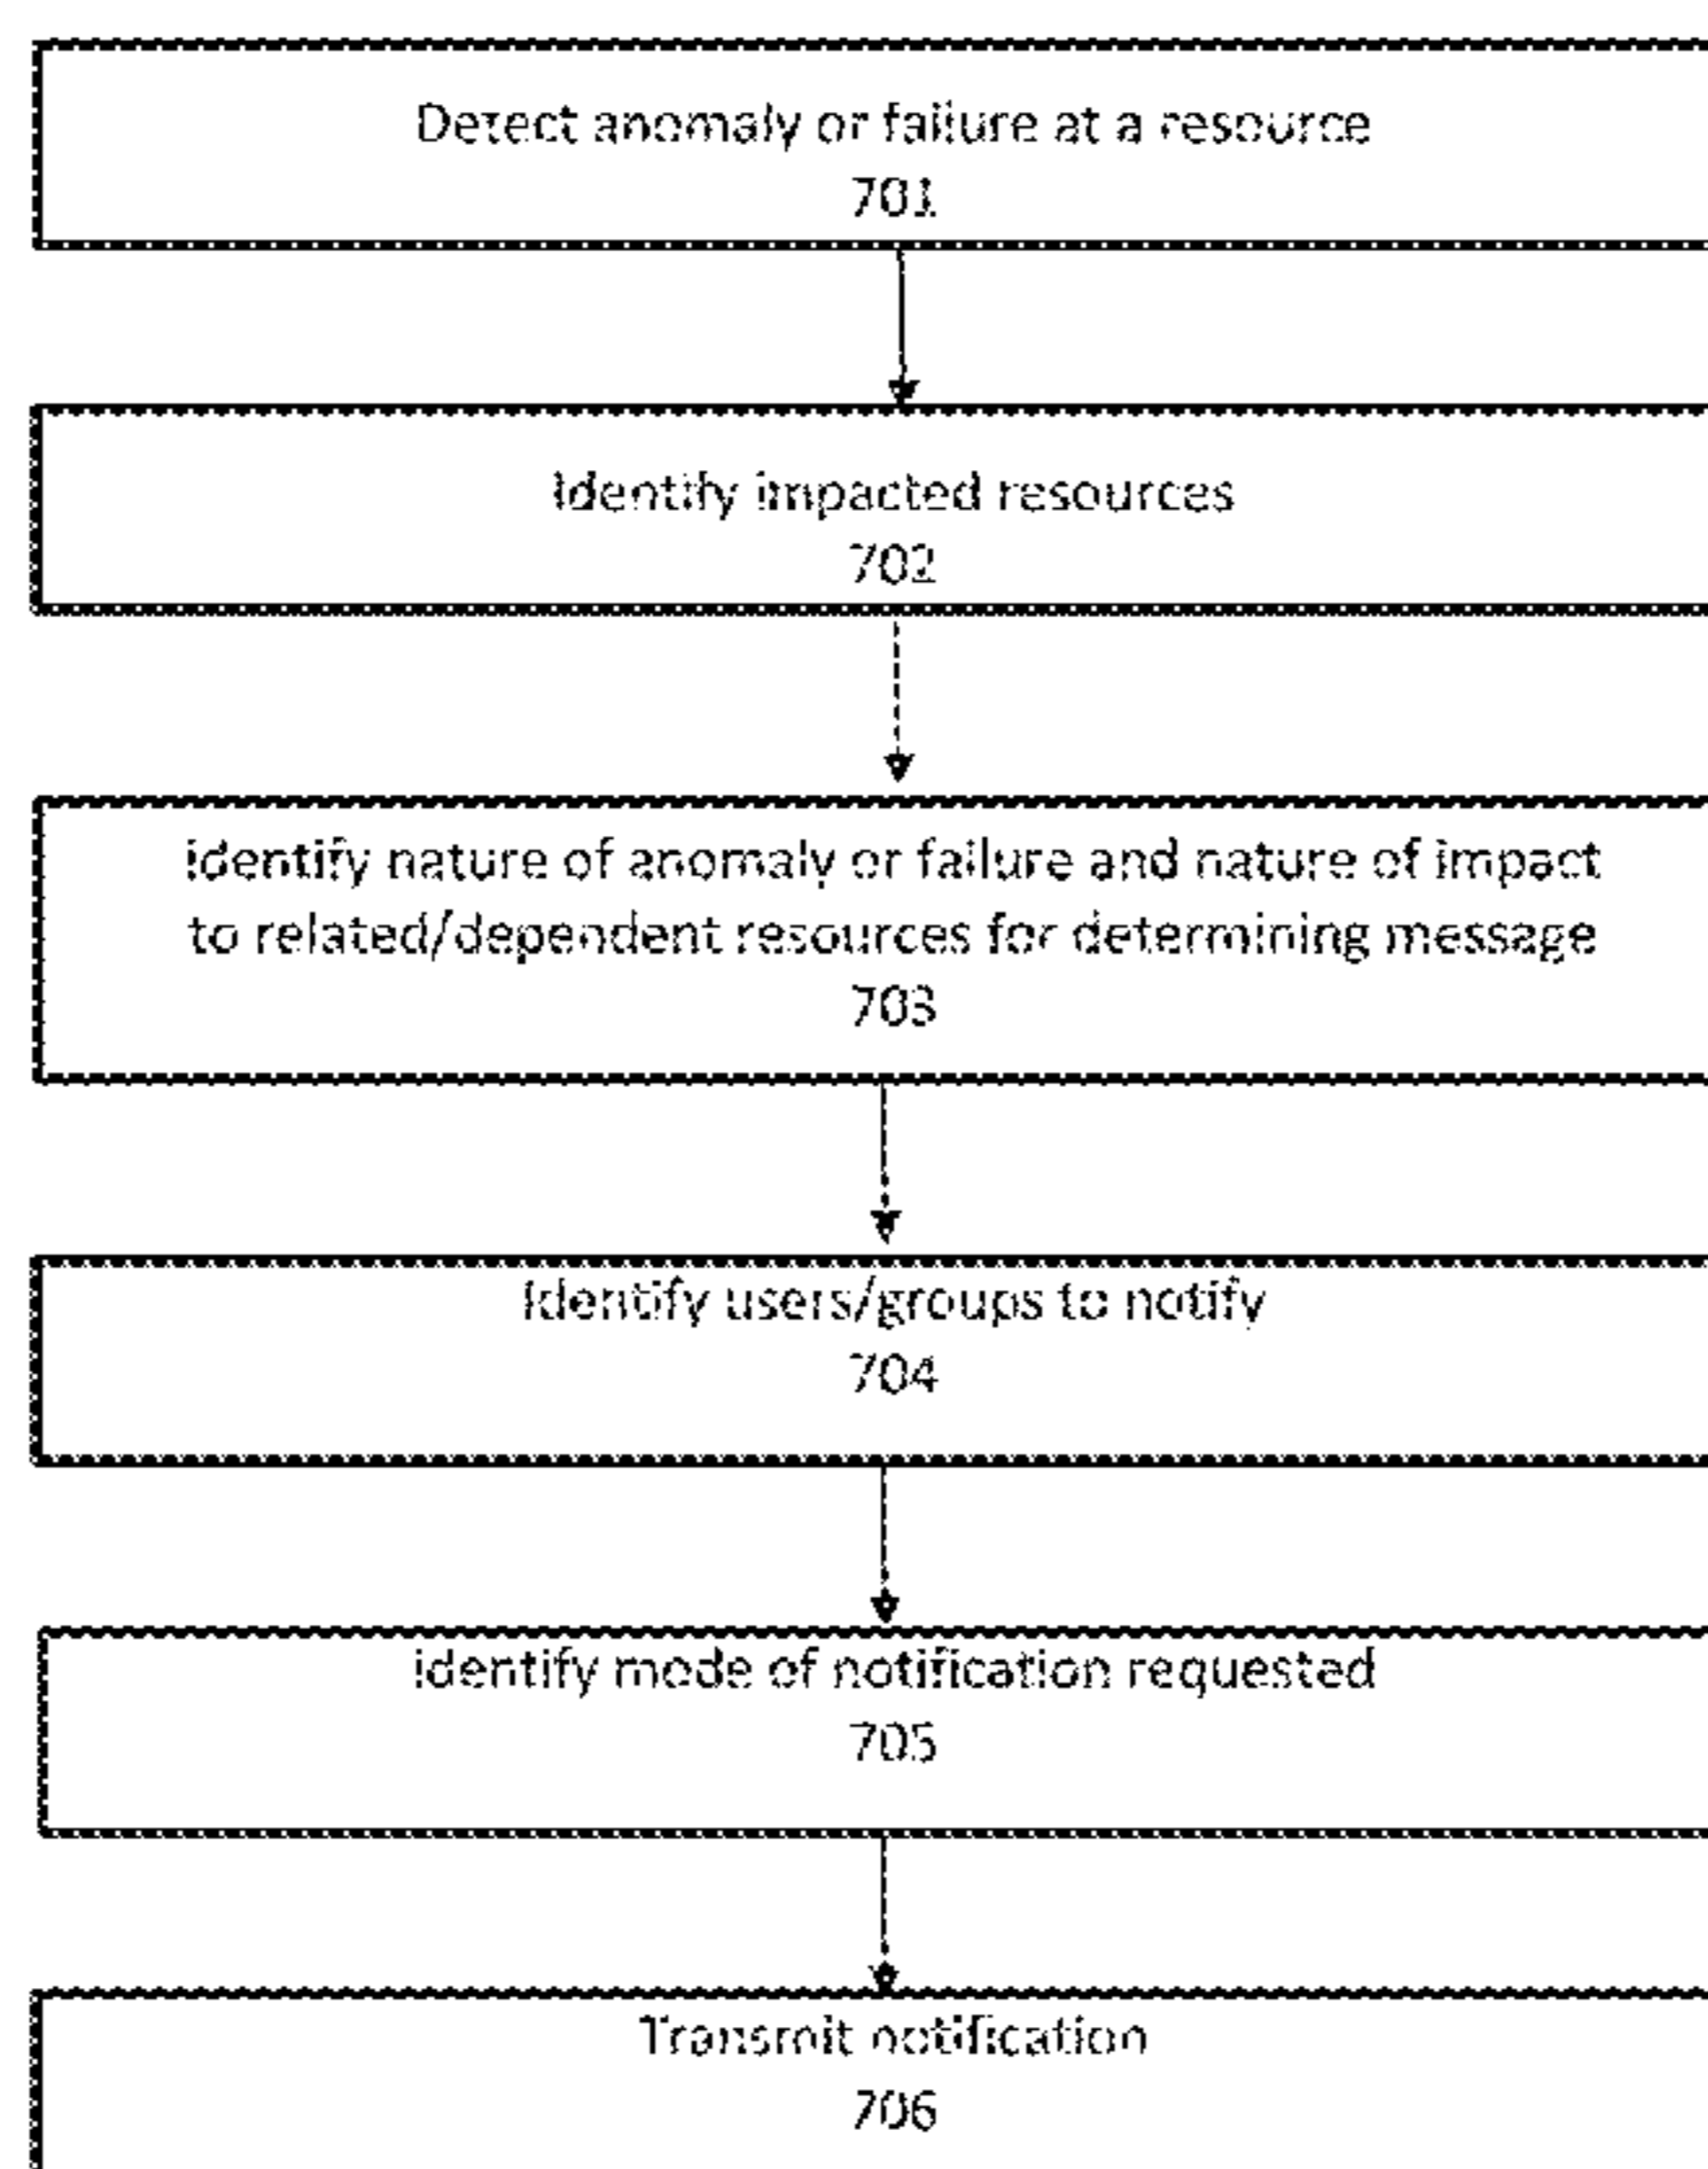 Detect anomaly or failure at a resource
701
Identify impacted resources
702
identify nature of anomaly or failure and nature of impact
to related/dependent resources for determining message
703
Identify users/groups to notify
704
identify mode of notification requested
705
Transmit notification
706